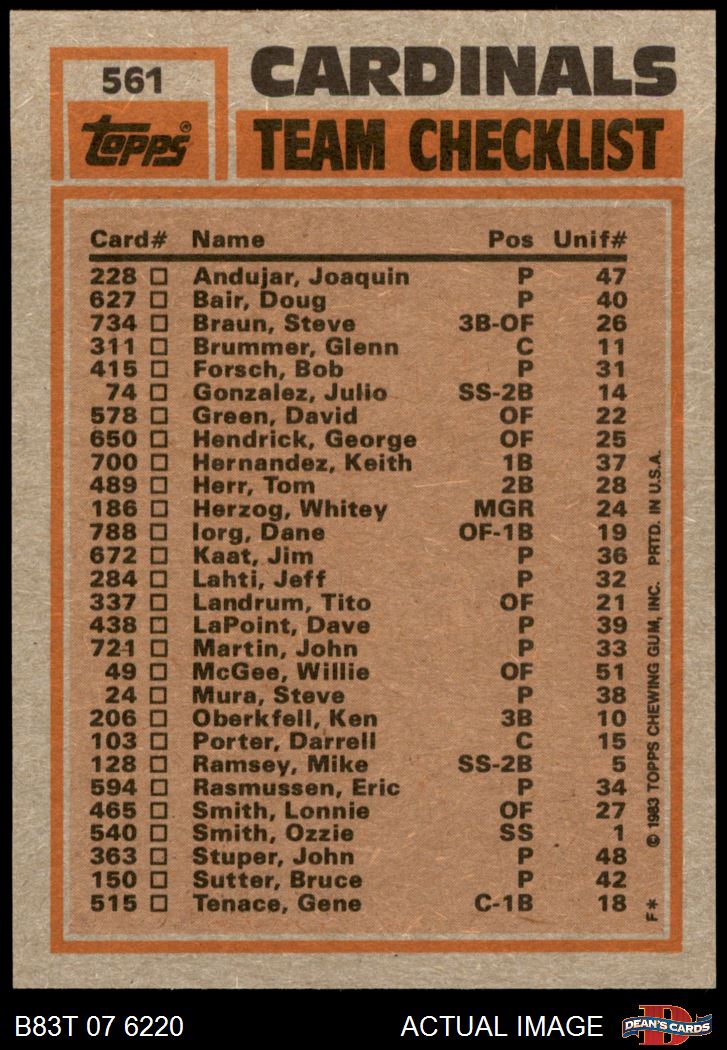 561
Topps®
CARDINALS
TEAM CHECKLIST
Card# Name Pos Unif#
228 Andujar, Joaquin P 47
627 Bair, Doug P 40
734 Braun, Steve 3B-OF 26
311 Brummer, Glenn C 11
415 Forsch, Bob P 31
74 Gonzalez, Julio SS-2B 14
578 Green, David OF 22
650 Hendrick, George OF 25
700 Hernandez, Keith 1B 37
489 Herr, Tom 2B 28
186 Herzog, Whitey MGR 24
788 Iorg, Dane OF-1B 19
672 Kaat, Jim P 36
284 Lahti, Jeff P 32
337 Landrum, Tito OF 21
438 LaPoint, Dave P 39
721 Martin, John P 33
49 McGee, Willie OF 51
24 Mura, Steve P 38
206 Oberkfell, Ken 3B 10
103 Porter, Darrell C 15
128 Ramsey, Mike SS-2B 5
594 Rasmussen, Eric P 34
465 Smith, Lonnie OF 27
540 Smith, Ozzie SS 1
363 Stuper, John P 48
150 Sutter, Bruce P 42
515 Tenace, Gene C-1B 18
F* © 1983 TOPPS CHEWING GUM, INC. PRTD. IN U.S.A.
B83T 07 6220
ACTUAL IMAGE
DEAN'S CARDS